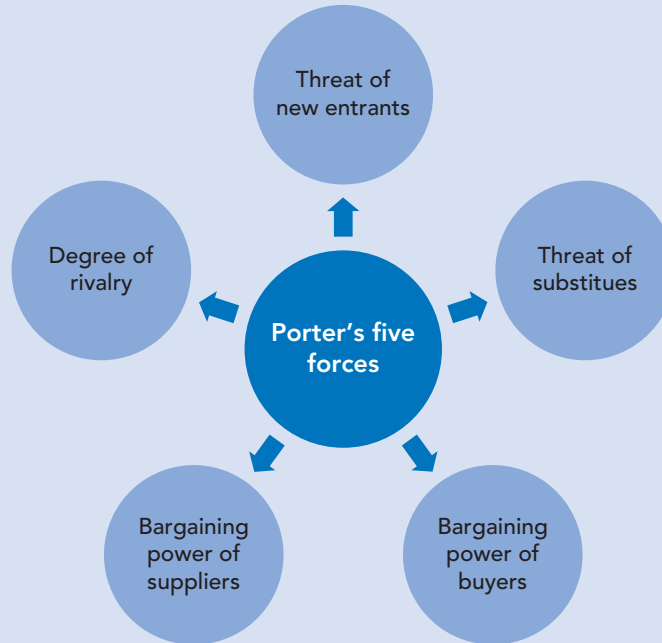 Threat of
new entrants
Degree of
rivalry
Threat of
substitues
Porter’s five
forces
Bargaining
power of
suppliers
Bargaining
power of
buyers